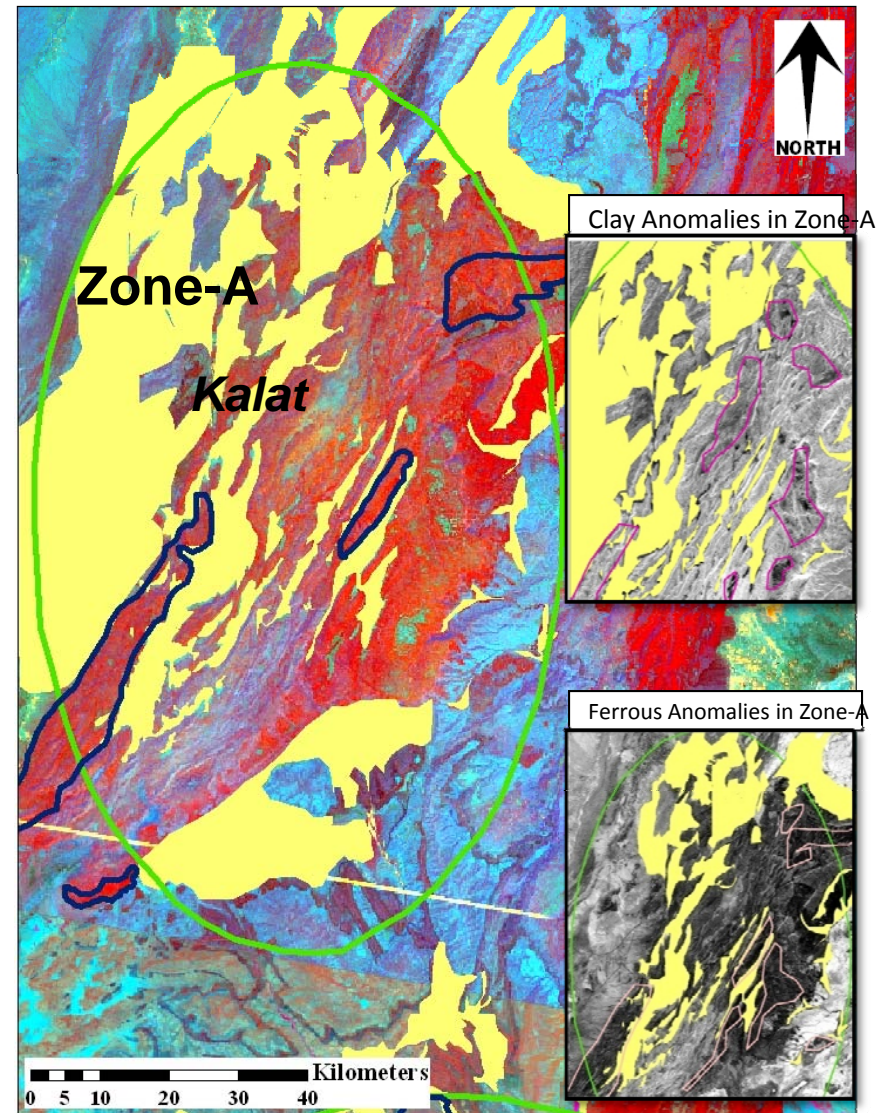 NORTH
Clay Anomalies in Zone-A
Zone-A
Kalat
Ferrous Anomalies in Zone-A
Kilometers
0 5 10 20 30 40